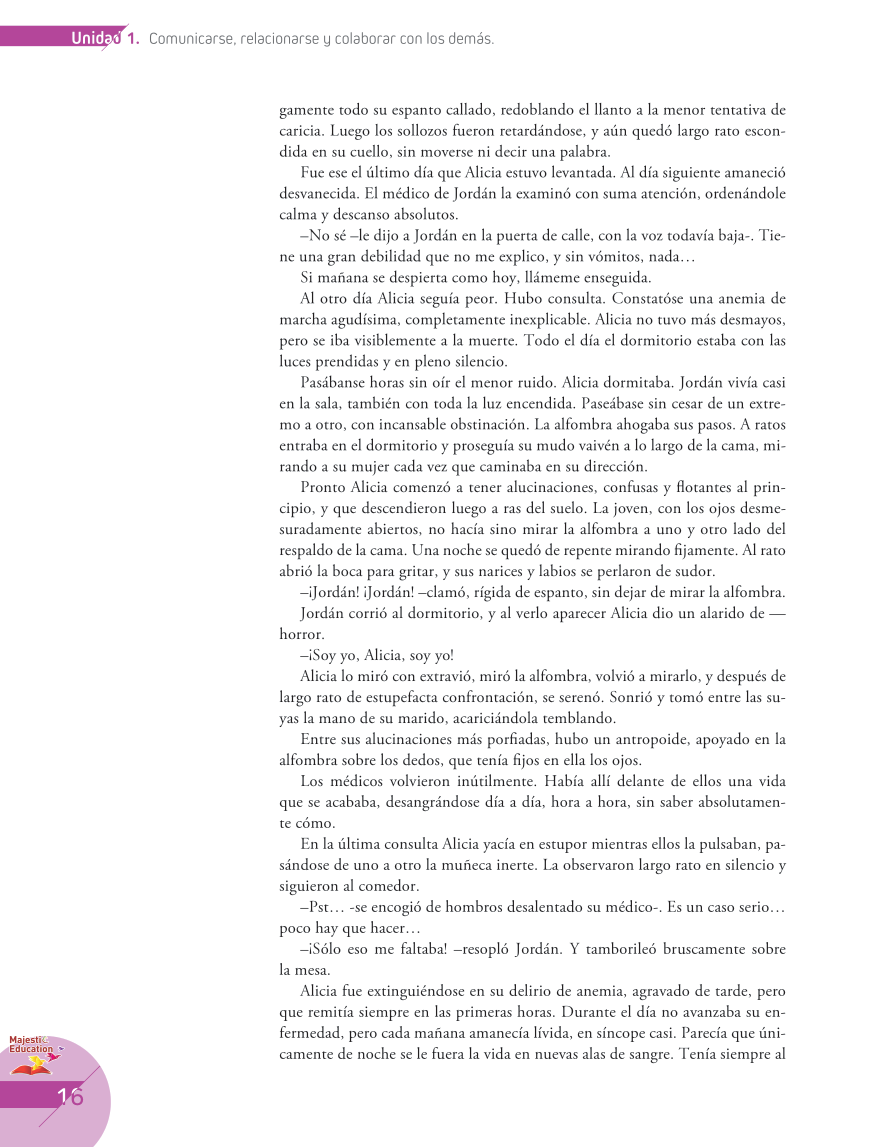 Unidad 1. Comunicarse, relacionarse y colaborar con los demás.
gamente todo su espanto callado, redoblando el llanto a la menor tentativa de
caricia. Luego los sollozos fueron retardándose, y aún quedó largo rato escon-
dida en su cuello, sin moverse ni decir una palabra.
Fue ese el último día que Alicia estuvo levantada. Al día siguiente amaneció
desvanecida. El médico de Jordán la examinó con suma atención, ordenándole
calma y descanso absolutos.
–No sé –le dijo a Jordán en la puerta de calle, con la voz todavía baja-. Tie-
ne una gran debilidad que no me explico, y sin vómitos, nada…
Si mañana se despierta como hoy, llámeme enseguida.
Al otro día Alicia seguía peor. Hubo consulta. Constatóse una anemia de
marcha agudísima, completamente inexplicable. Alicia no tuvo más desmayos,
pero se iba visiblemente a la muerte. Todo el día el dormitorio estaba con las
luces prendidas y en pleno silencio.
Pasábanse horas sin oír el menor ruido. Alicia dormitaba. Jordán vivía casi
en la sala, también con toda la luz encendida. Paseábase sin cesar de un extre-
mo a otro, con incansable obstinación. La alfombra ahogaba sus pasos. A ratos
entraba en el dormitorio y proseguía su mudo vaivén a lo largo de la cama, mi-
rando a su mujer cada vez que caminaba en su dirección.
Pronto Alicia comenzó a tener alucinaciones, confusas y flotantes al prin-
cipio, y que descendieron luego a ras del suelo. La joven, con los ojos desme-
suradamente abiertos, no hacía sino mirar la alfombra a uno y otro lado del
respaldo de la cama. Una noche se quedó de repente mirando fijamente. Al rato
abrió la boca para gritar, y sus narices y labios se perlaron de sudor.
–¡Jordán! ¡Jordán! –clamó, rígida de espanto, sin dejar de mirar la alfombra.
Jordán corrió al dormitorio, y al verlo aparecer Alicia dio un alarido de —
horror.
–¡Soy yo, Alicia, soy yo!
Alicia lo miró con extravió, miró la alfombra, volvió a mirarlo, y después de
largo rato de estupefacta confrontación, se serenó. Sonrió y tomó entre las su-
yas la mano de su marido, acariciándola temblando.
Entre sus alucinaciones más porfiadas, hubo un antropoide, apoyado en la
alfombra sobre los dedos, que tenía fijos en ella los ojos.
Los médicos volvieron inútilmente. Había allí delante de ellos una vida
que se acababa, desangrándose día a día, hora a hora, sin saber absolutamen-
te cómo.
En la última consulta Alicia yacía en estupor mientras ellos la pulsaban, pa-
sándose de uno a otro la muñeca inerte. La observaron largo rato en silencio y
siguieron al comedor.
–Pst… -se encogió de hombros desalentado su médico-. Es un caso serio…
poco hay que hacer…
–¡Sólo eso me faltaba! –resopló Jordán. Y tamborileó bruscamente sobre
la mesa.
Alicia fue extinguiéndose en su delirio de anemia, agravado de tarde, pero
que remitía siempre en las primeras horas. Durante el día no avanzaba su en-
fermedad, pero cada mañana amanecía lívida, en síncope casi. Parecía que úni-
camente de noche se le fuera la vida en nuevas alas de sangre. Tenía siempre al
Majestic
Education
16